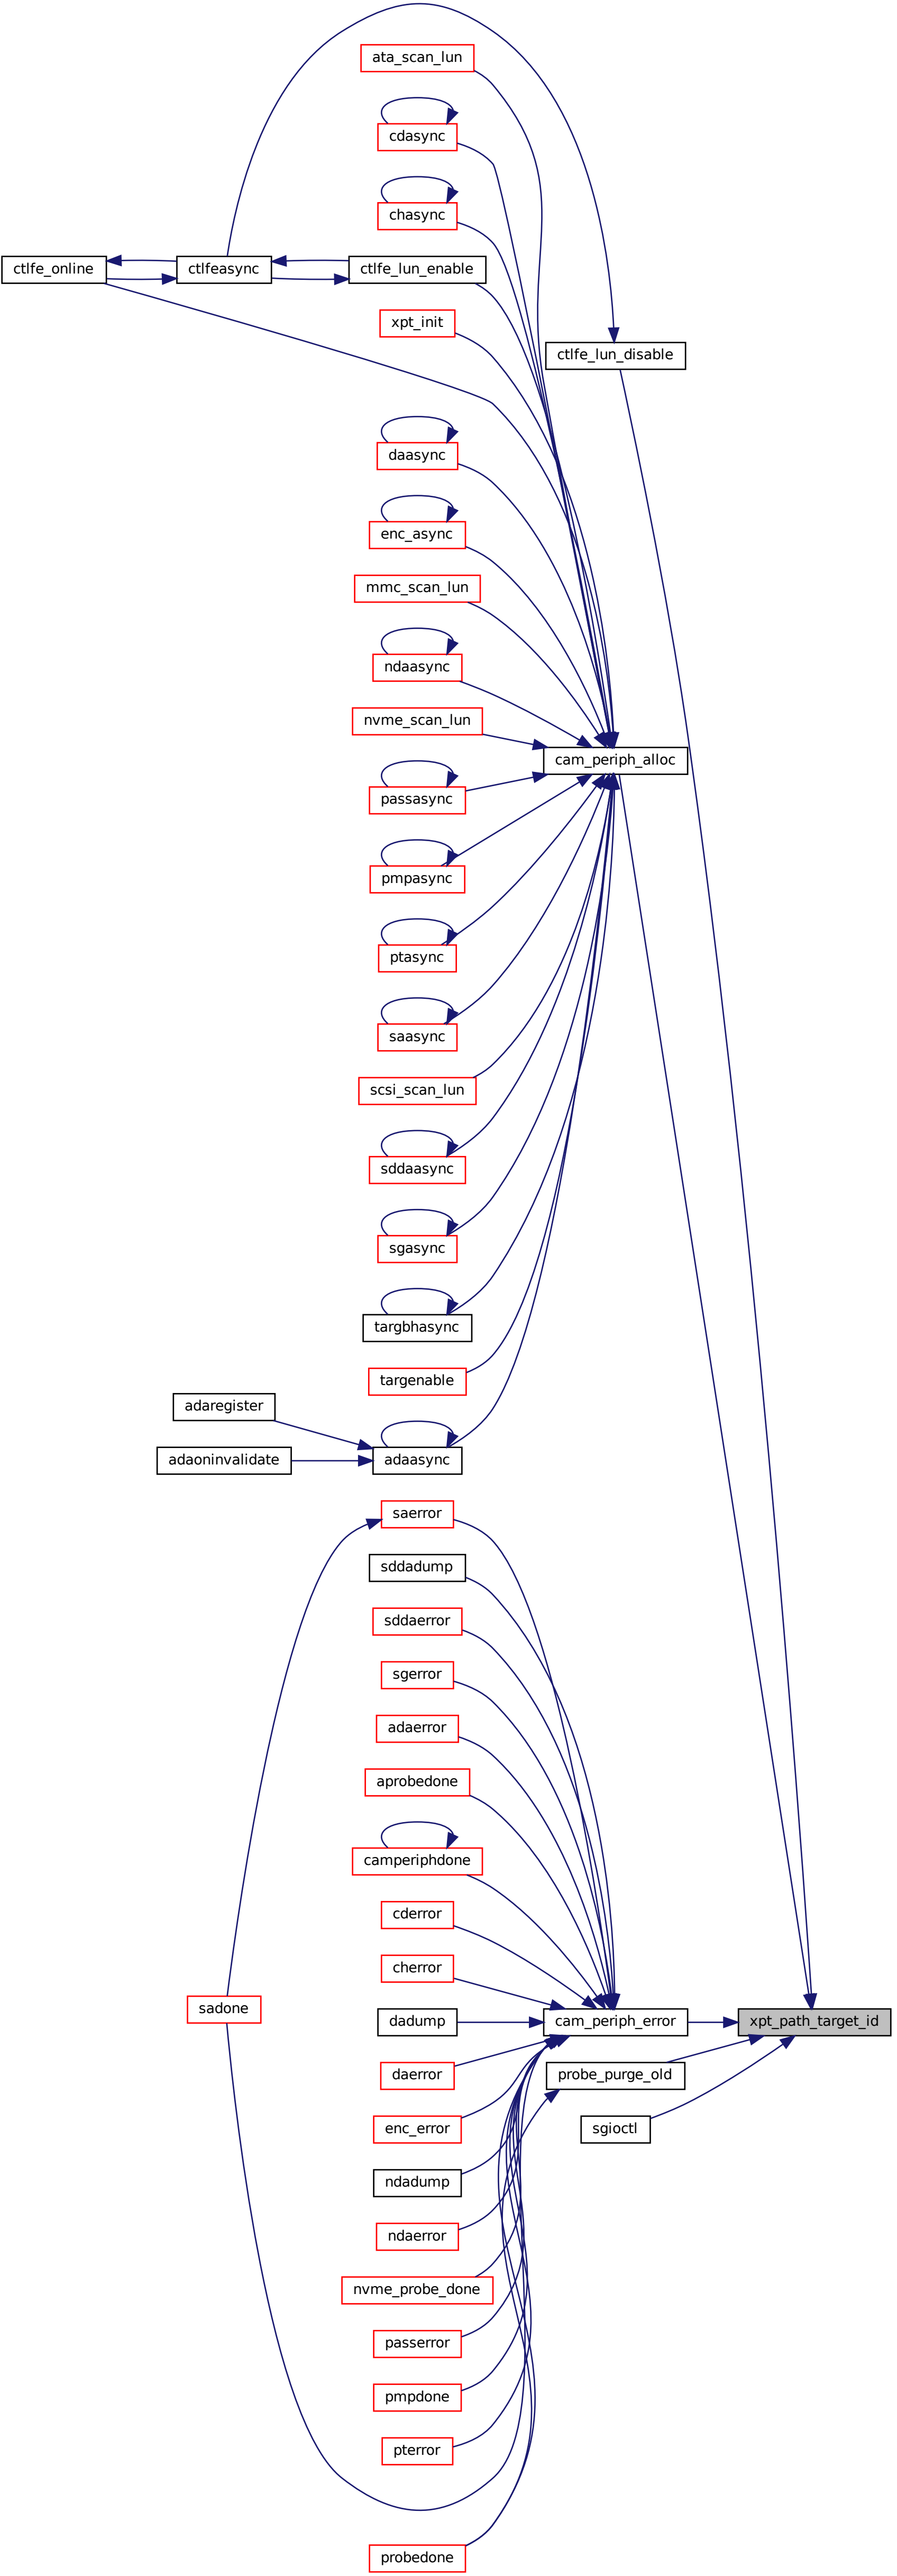 ata_scan_lun
cdasync
chasync
ctlfe_online
ctlfeasync
ctlfe_lun_enable
xpt_init
ctlfe_lun_disable
daasync
enc_async
mmc_scan_lun
ndaasync
nvme_scan_lun
cam_periph_alloc
passasync
pmpasync
ptasync
saasync
scsi_scan_lun
sddaasync
sgasync
targbhasync
targenable
adaregister
adaoninvalidate
adaasync
saerror
sddadump
sddaerror
sgerror
adaerror
aprobedone
camperiphdone
cderror
cherror
sadone
dadump
cam_periph_error
xpt_path_target_id
daerror
probe_purge_old
enc_error
sgioctl
ndadump
ndaerror
nvme_probe_done
passerror
pmpdone
pterror
probedone